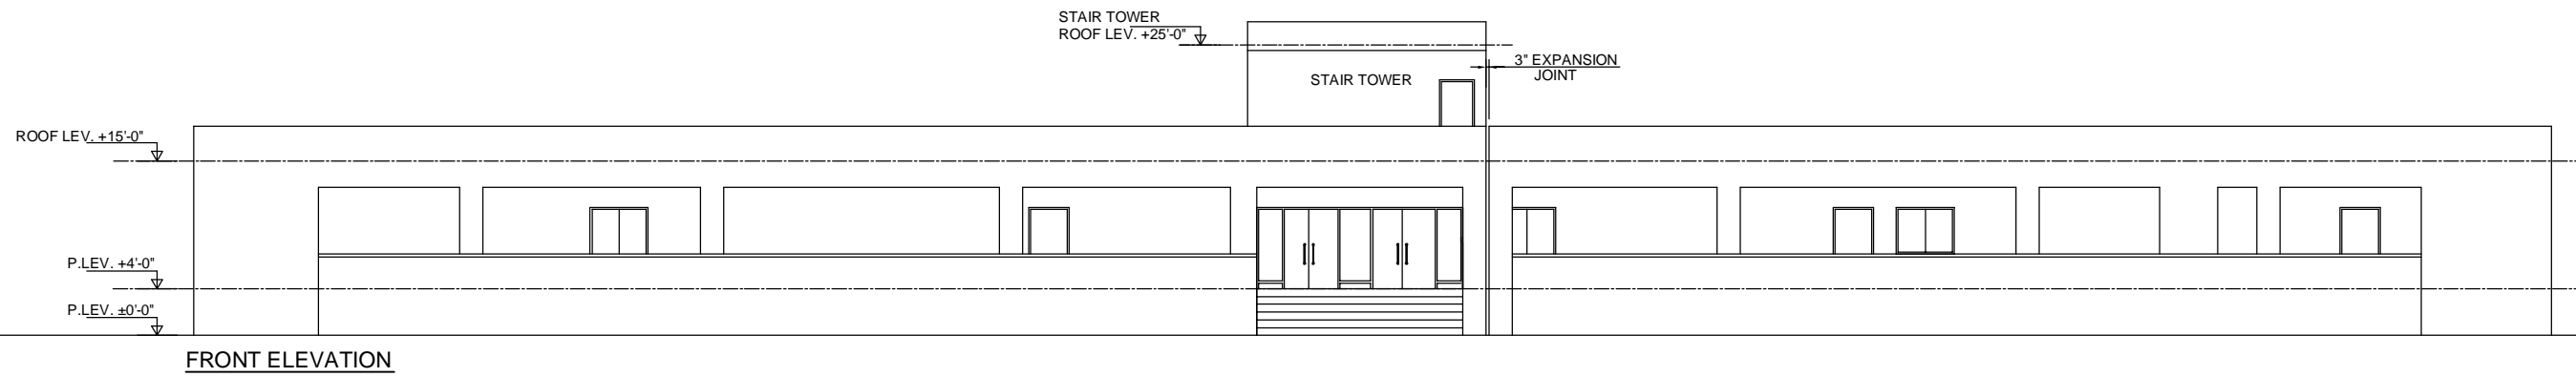 STAIR TOWER
ROOF LEV. +25'-0"
3" EXPANSION
JOINT
STAIR TOWER
ROOF LEV. +15'-0"
P.LEV. +4'-0"
P.LEV. ±0'-0"
FRONT ELEVATION